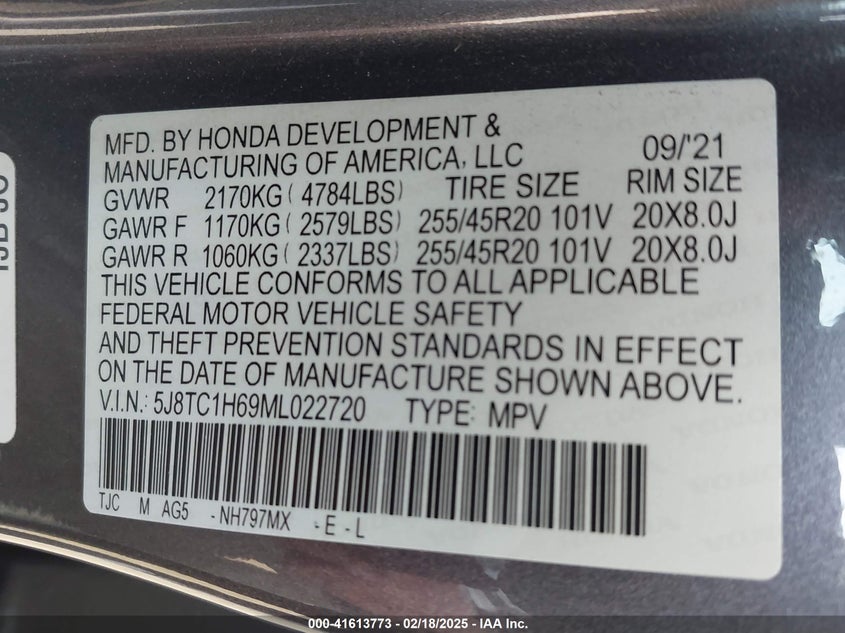 MFD. BY HONDA DEVELOPMENT &
MANUFACTURING OF AMERICA, LLC 09/'21
GVWR 2170KG ( 4784LBS) TIRE SIZE RIM SIZE
GAWR F 1170KG ( 2579LBS) 255/45R20 101V 20X8.0J
GAWR R 1060KG ( 2337LBS) 255/45R20 101V 20X8.0J
THIS VEHICLE CONFORMS TO ALL APPLICABLE
FEDERAL MOTOR VEHICLE SAFETY
AND THEFT PREVENTION STANDARDS IN EFFECT
ON THE DATE OF MANUFACTURE SHOWN ABOVE.
V.I.N.: 5J8TC1H69ML022720 TYPE: MPV
TJC M AG5 -NH797MX -E-L
000-41613773 - 02/18/2025 - IAA Inc.